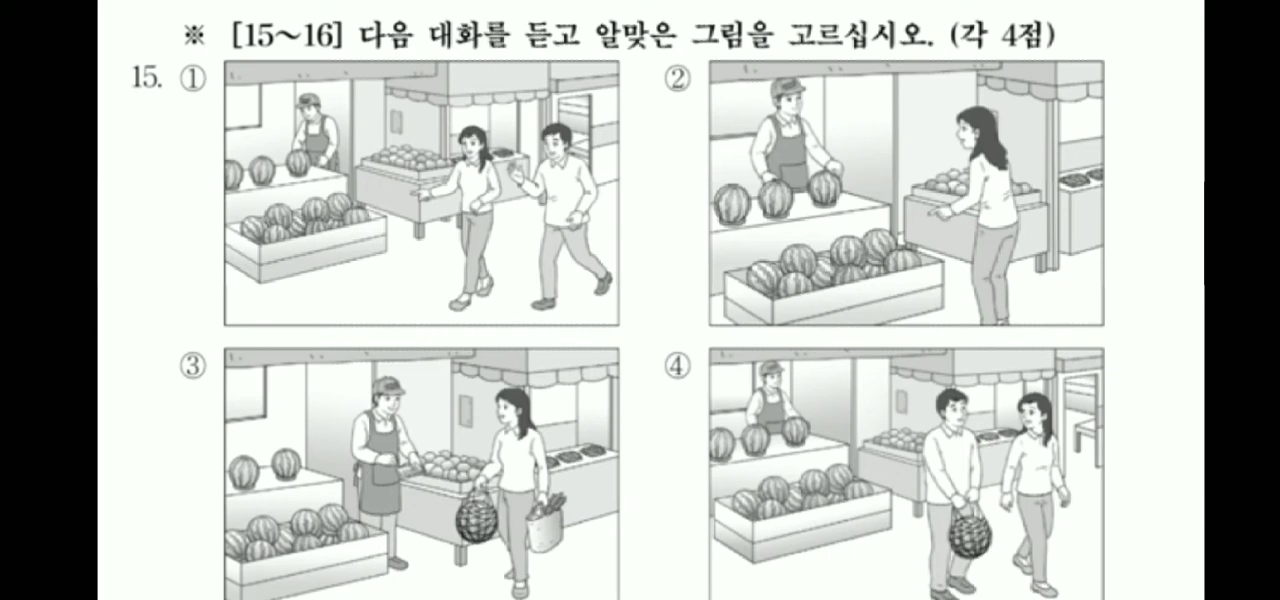 ※ [15～16] 다음 대화를 듣고 알맞은 그림을 고르십시오. (각 4점)
15. ① ②
③ ④